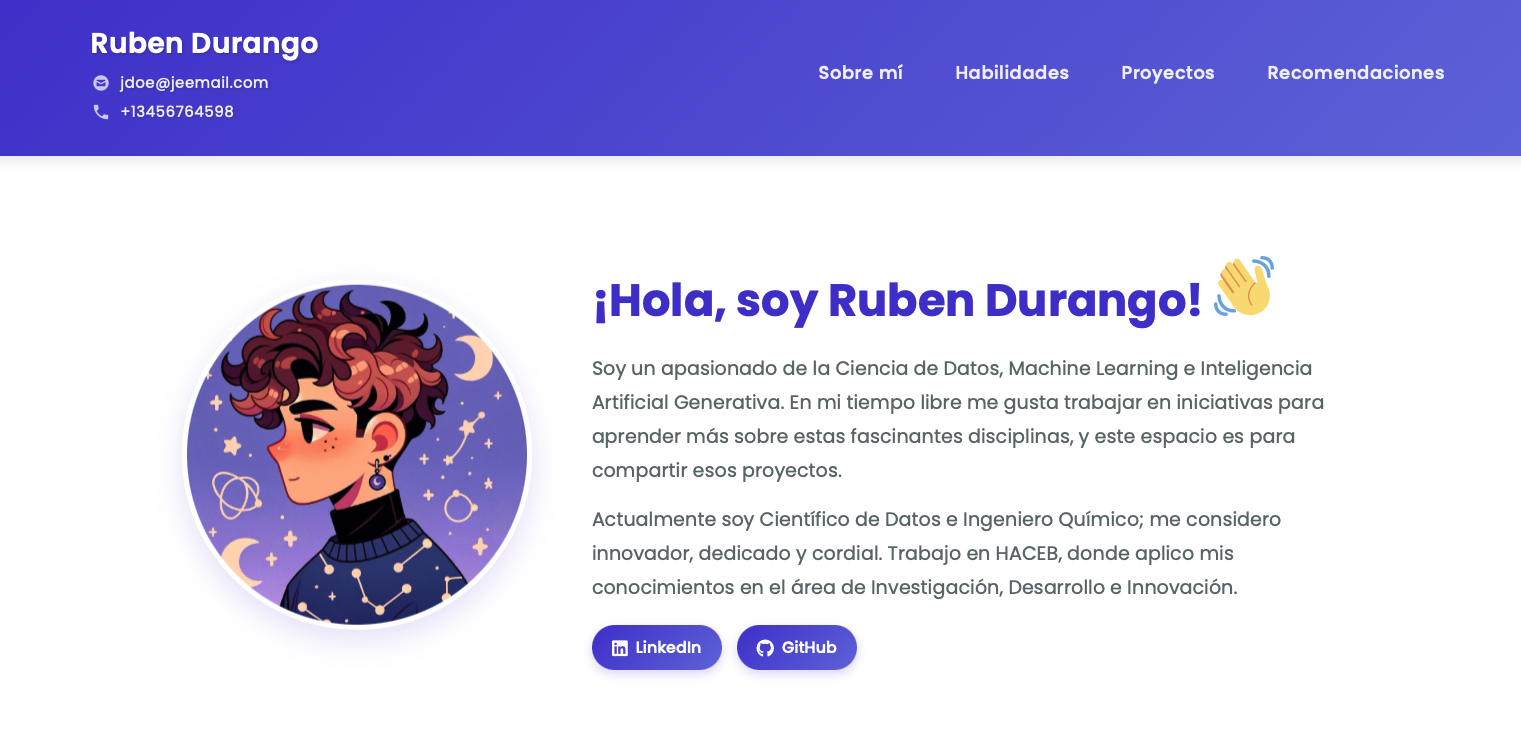 Ruben Durango
jdoe@jeemail.com
+13456764598
Sobre mí
Habilidades
Proyectos
Recomendaciones
¡Hola, soy Ruben Durango!
Soy un apasionado de la Ciencia de Datos, Machine Learning e Inteligencia
Artificial Generativa. En mi tiempo libre me gusta trabajar en iniciativas para
aprender más sobre estas fascinantes disciplinas, y este espacio es para
compartir esos proyectos.
Actualmente soy Científico de Datos e Ingeniero Químico; me considero
innovador, dedicado y cordial. Trabajo en HACEB, donde aplico mis
conocimientos en el área de Investigación, Desarrollo e Innovación.
LinkedIn
GitHub